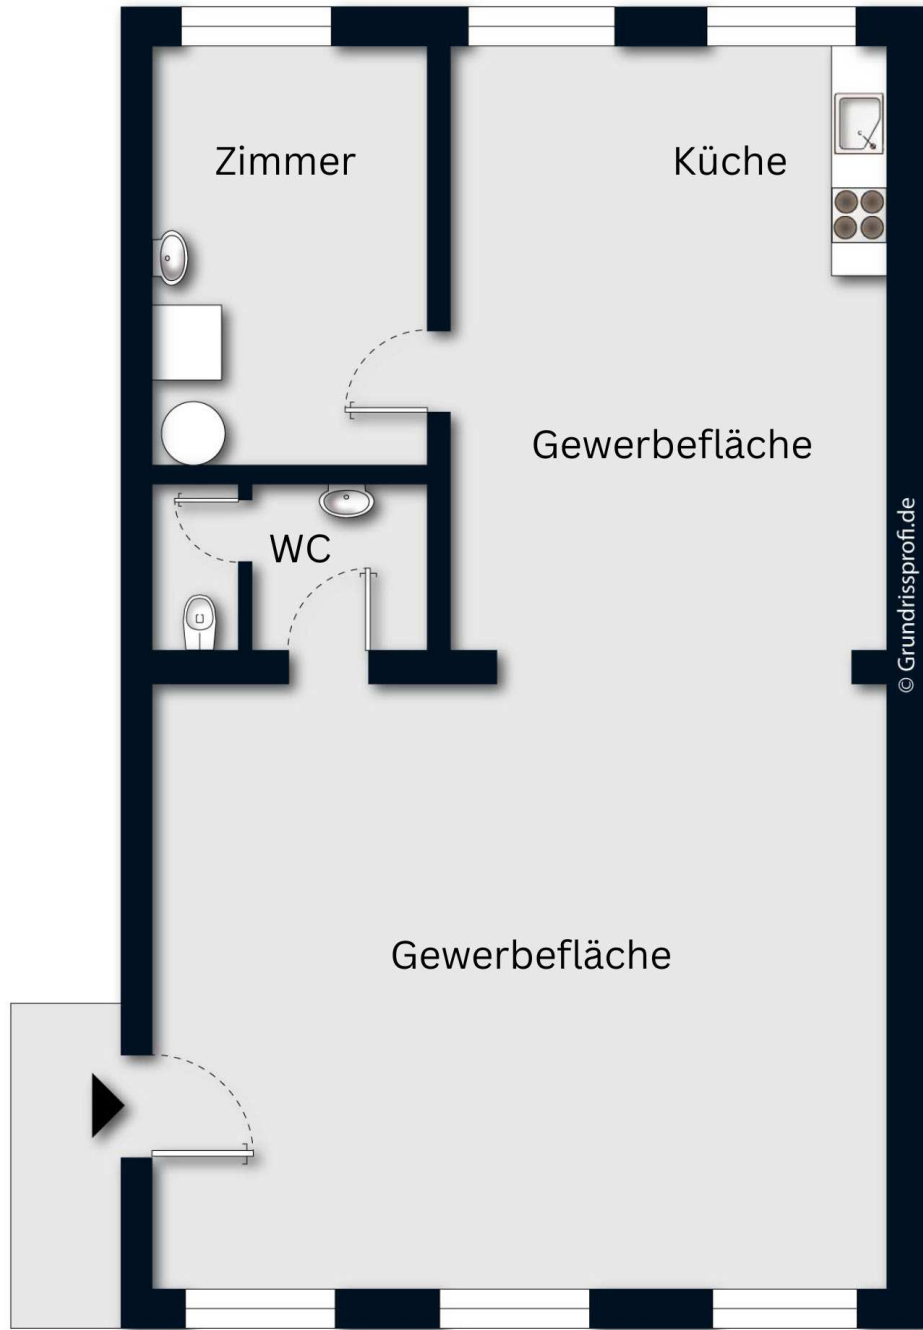 Zimmer
Küche
Gewerbefläche
WC
© Grundrissprofi.de
Gewerbefläche